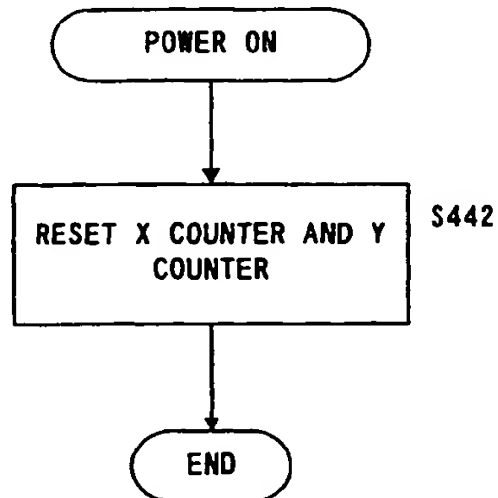 POWER ON
RESET X COUNTER AND Y
COUNTER
S442
END